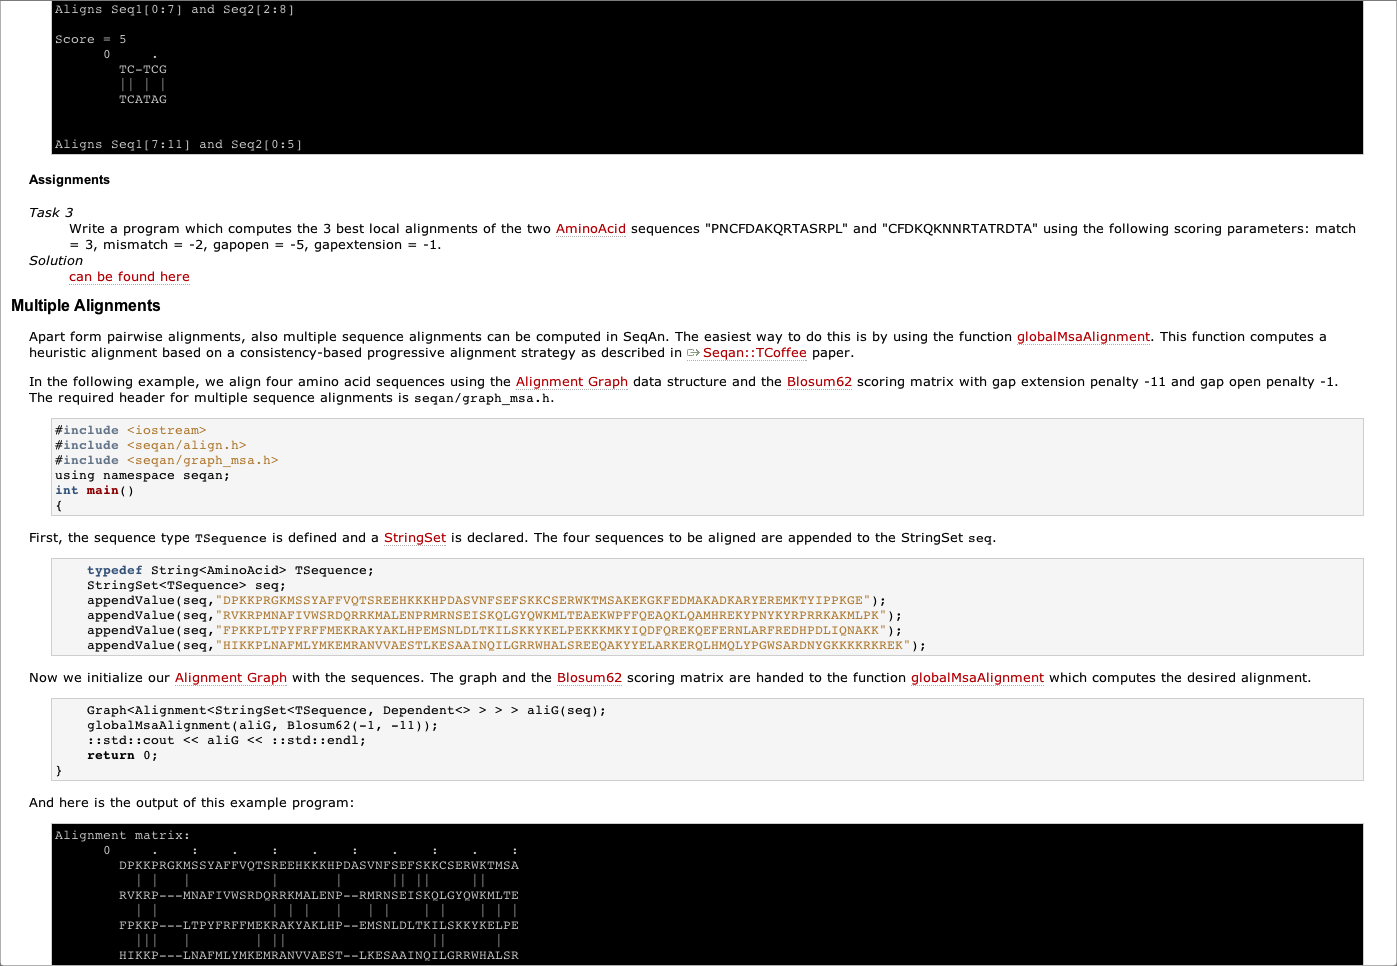 Aligns Seq1[0:7] and Seq2[2:8]
Score = 5
0     .
TC-TCG
|| | |
TCATAG
Aligns Seq1[7:11] and Seq2[0:5]
Assignments
Task 3
Write a program which computes the 3 best local alignments of the two AminoAcid sequences "PNCFDAKQRTASRPL" and "CFDKQKNNRTATRDTA" using the following scoring parameters: match
= 3, mismatch = -2, gapopen = -5, gapextension = -1.
Solution
can be found here
Multiple Alignments
Apart form pairwise alignments, also multiple sequence alignments can be computed in SeqAn. The easiest way to do this is by using the function globalMsaAlignment. This function computes a
heuristic alignment based on a consistency-based progressive alignment strategy as described in Seqan::TCoffee paper.
In the following example, we align four amino acid sequences using the Alignment Graph data structure and the Blosum62 scoring matrix with gap extension penalty -11 and gap open penalty -1.
The required header for multiple sequence alignments is seqan/graph_msa.h.
#include <iostream>
#include <seqan/align.h>
#include <seqan/graph_msa.h>
using namespace seqan;
int main()
{
First, the sequence type TSequence is defined and a StringSet is declared. The four sequences to be aligned are appended to the StringSet seq.
typedef String<AminoAcid> TSequence;
StringSet<TSequence> seq;
appendValue(seq,"DPKKPRGKMSSYAFFVQTSREEHKKKHPDASVNFSEFSKKCSERWKTMSAKEKGKFEDMAKADKARYEREMKTYIPPKGE");
appendValue(seq,"RVKRPMNAFIVWSRDQRRKMALENPRMRNSEISKQLGYQWKMLTEAEKWPFFQEAQKLQAMHREKYPNYKYRPRRKAKMLPK");
appendValue(seq,"FPKKPLTPYFRFFMEKRAKYAKLHPEMSNLDLTKILSKKYKELPEKKKMKYIQDFQREKQEFERNLARFREDHPDLIQNAKK");
appendValue(seq,"HIKKPLNAFMLYMKEMRANVVAESTLKESAAINQILGRRWHALSREEQAKYYELARKERQLHMQLYPGWSARDNYGKKKKRKREK");
Now we initialize our Alignment Graph with the sequences. The graph and the Blosum62 scoring matrix are handed to the function globalMsaAlignment which computes the desired alignment.
Graph<Alignment<StringSet<TSequence, Dependent<> > > > aliG(seq);
globalMsaAlignment(aliG, Blosum62(-1, -11));
::std::cout << aliG << ::std::endl;
return 0;
}
And here is the output of this example program:
Alignment matrix:
0     .    :    .    :    .    :    .    :    .    :
DPKKPRGKMSSYAFFVQTSREEHKKKHPDASVNFSEFSKKCSERWKTMSA
| |   |          |       |      || ||     ||
RVKRP---MNAFIVWSRDQRRKMALENP--RMRNSEISKQLGYQWKMLTE
| |              | | |   |   | |    | |    | | |
FPKKP---LTPYFRFFMEKRAKYAKLHP--EMSNLDLTKILSKKYKELPE
|||   |        | ||                  ||      |
HIKKP---LNAFMLYMKEMRANVVAEST--LKESAAINQILGRRWHALSR